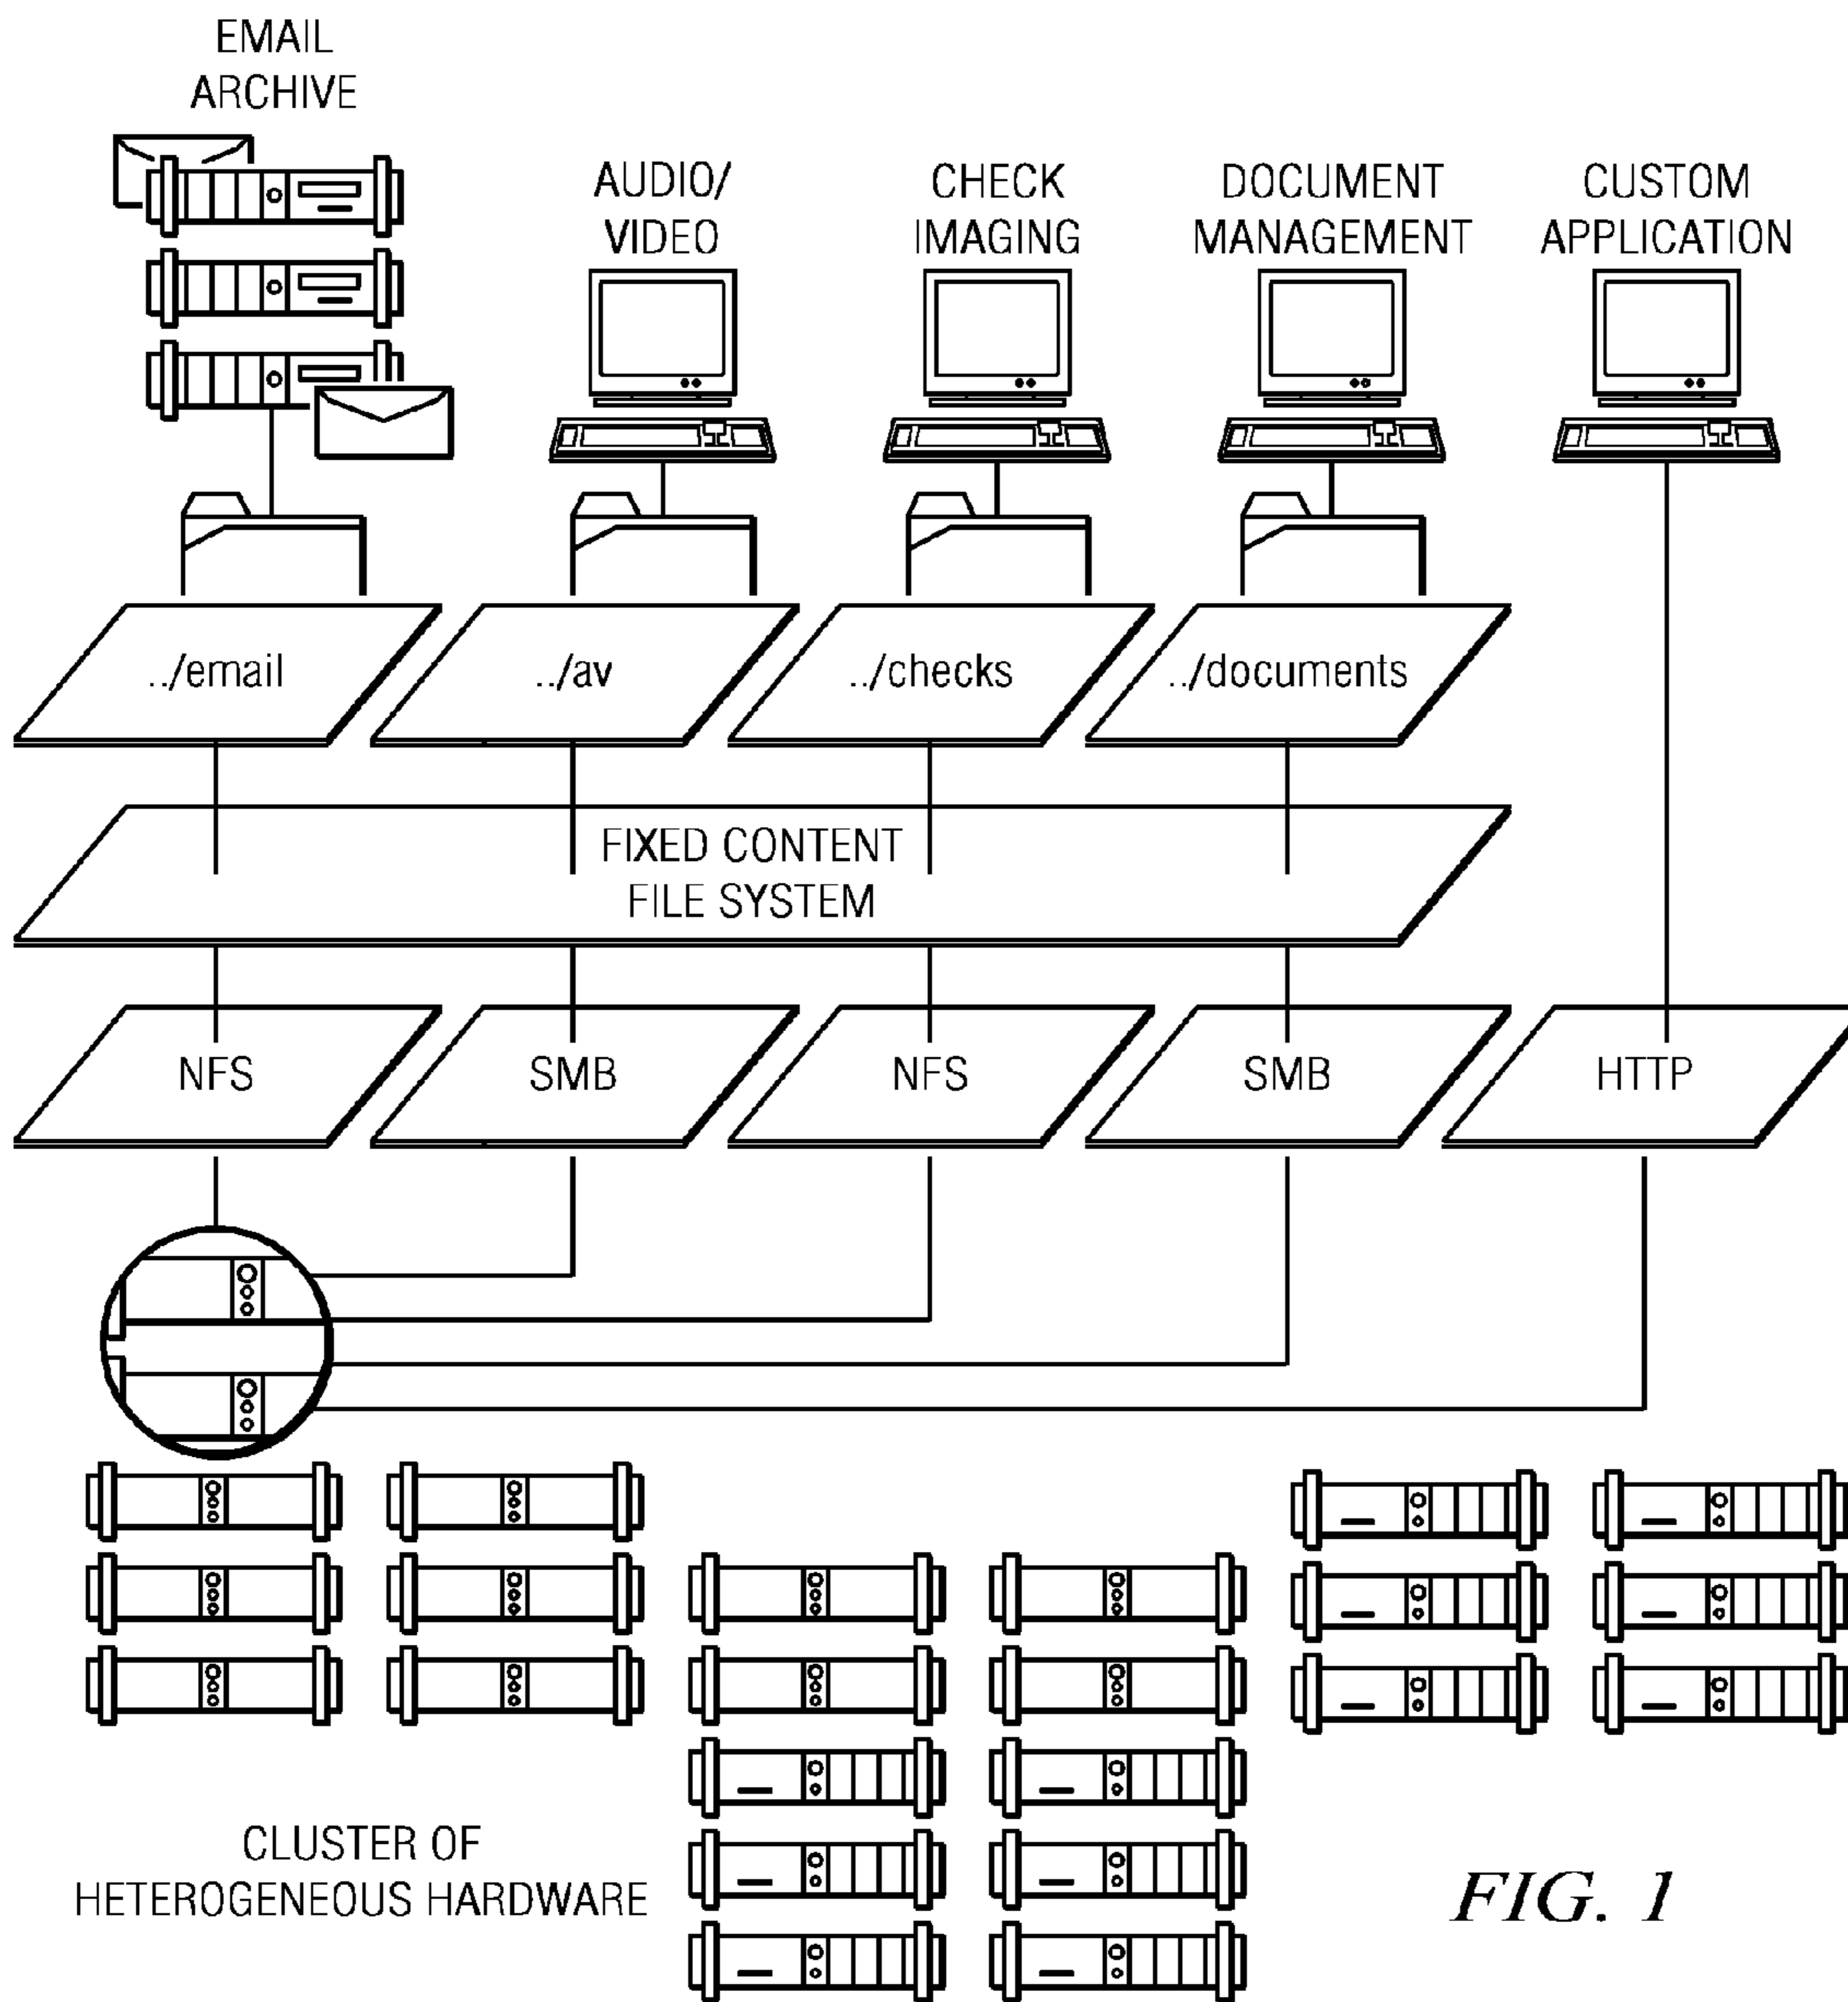 EMAIL
ARCHIVE
AUDIO/
VIDEO
CHECK
IMAGING
DOCUMENT
MANAGEMENT
CUSTOM
APPLICATION
../email
../av
../checks
../documents
FIXED CONTENT
FILE SYSTEM
NFS
SMB
NFS
SMB
HTTP
CLUSTER OF
HETEROGENEOUS HARDWARE
FIG. 1